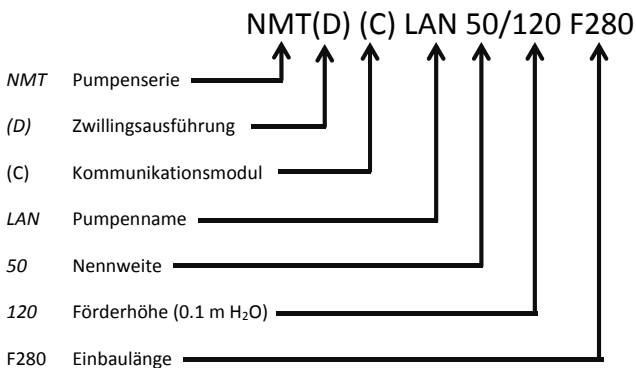 NMT(D) (C) LAN 50/120 F280
NMT Pumpenserie
(D) Zwillingsausführung
(C) Kommunikationsmodul
LAN Pumpenname
50 Nennweite
120 Förderhöhe (0.1 m H₂O)
F280 Einbaulänge